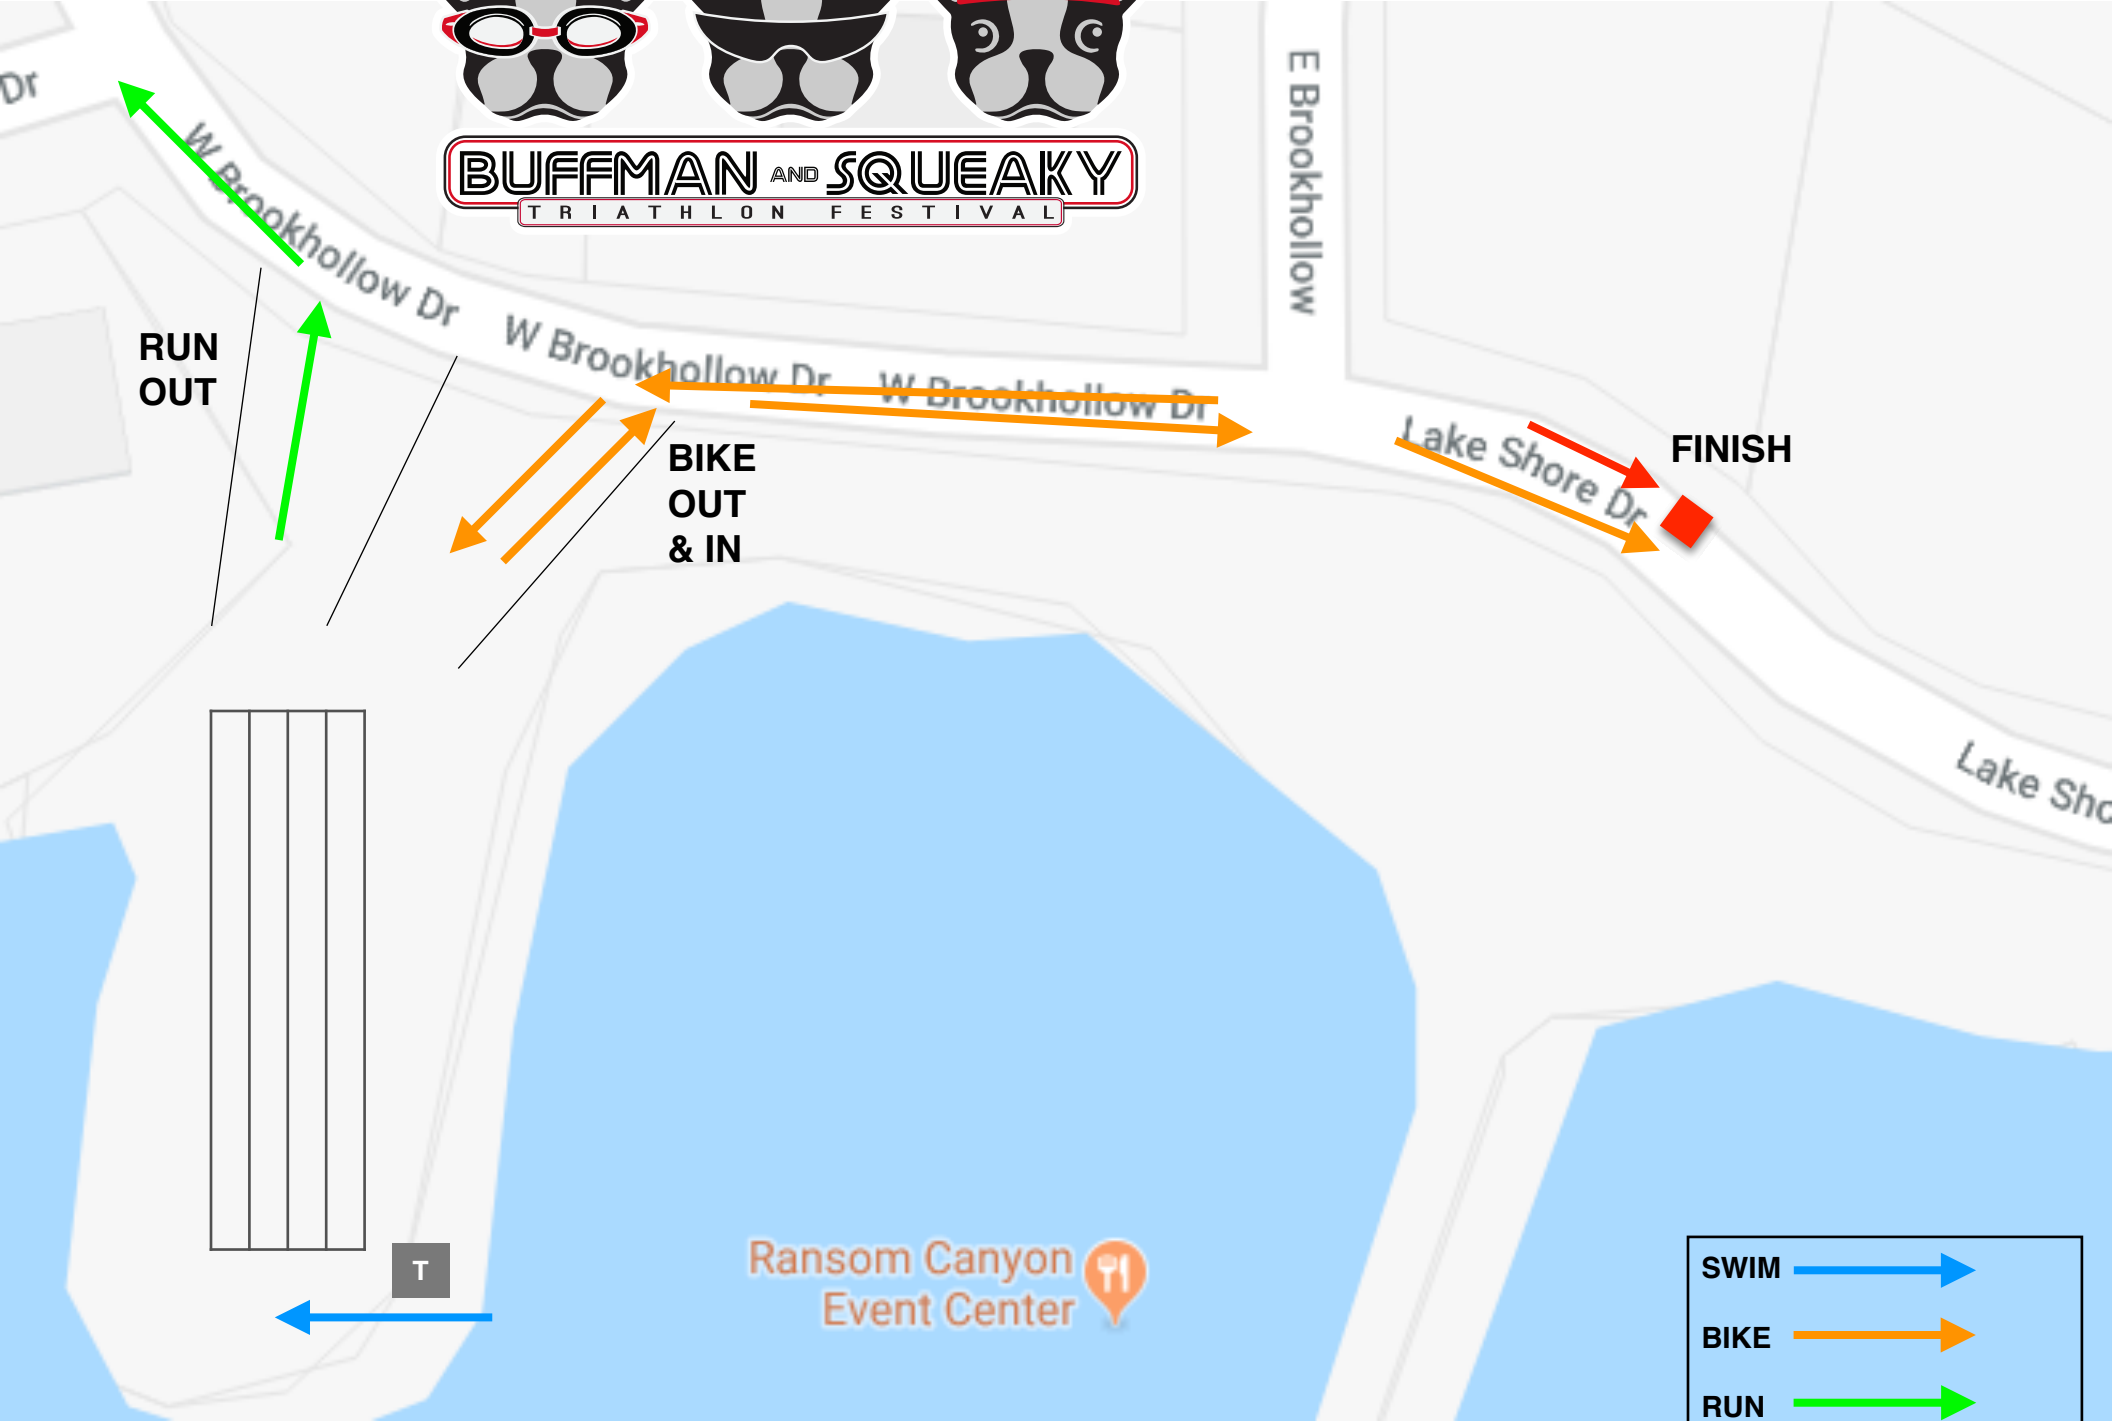 Dr
W Brookhollow Dr
BUFFMAN AND SQUEAKY
TRIATHLON FESTIVAL
E Brookhollow
RUN
OUT
W Brookhollow Dr
W Brookhollow Dr
BIKE
OUT
& IN
Lake Shore Dr
FINISH
Lake Sho
T
Ransom Canyon
Event Center
SWIM
BIKE
RUN